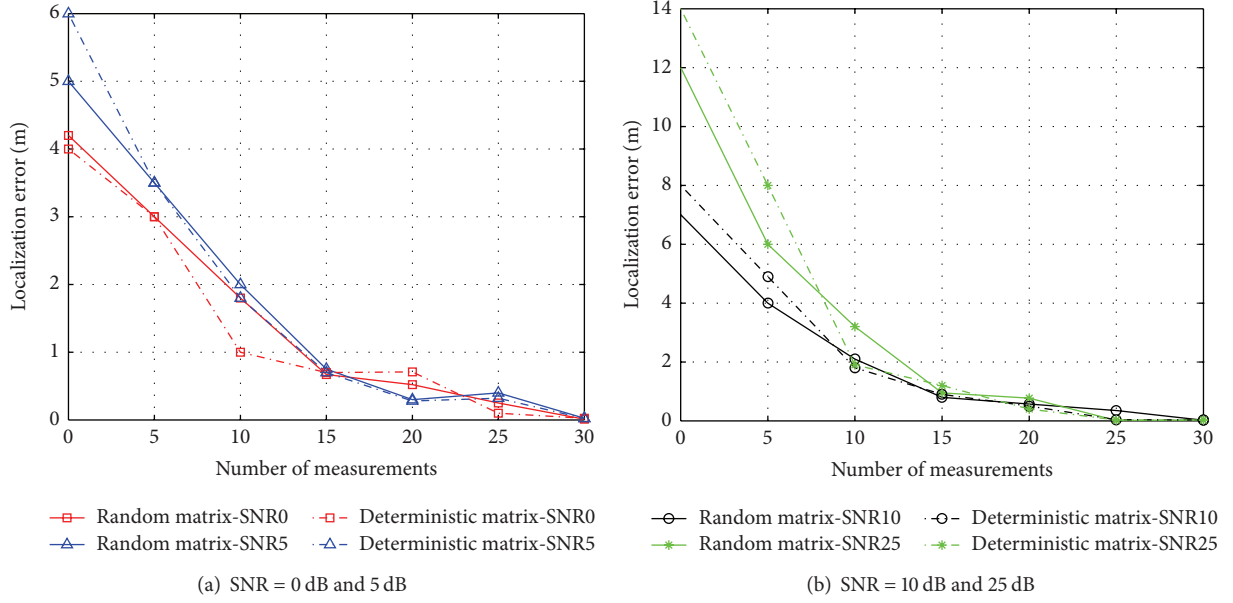 6
5
4
3
2
1
0
Localization error (m)
0 5 10 15 20 25 30
Number of measurements
Random matrix-SNR0
Random matrix-SNR5
Deterministic matrix-SNR0
Deterministic matrix-SNR5
(a) SNR = 0 dB and 5 dB
14
12
10
8
6
4
2
0
Localization error (m)
0 5 10 15 20 25 30
Number of measurements
Random matrix-SNR10
Random matrix-SNR25
Deterministic matrix-SNR10
Deterministic matrix-SNR25
(b) SNR = 10 dB and 25 dB